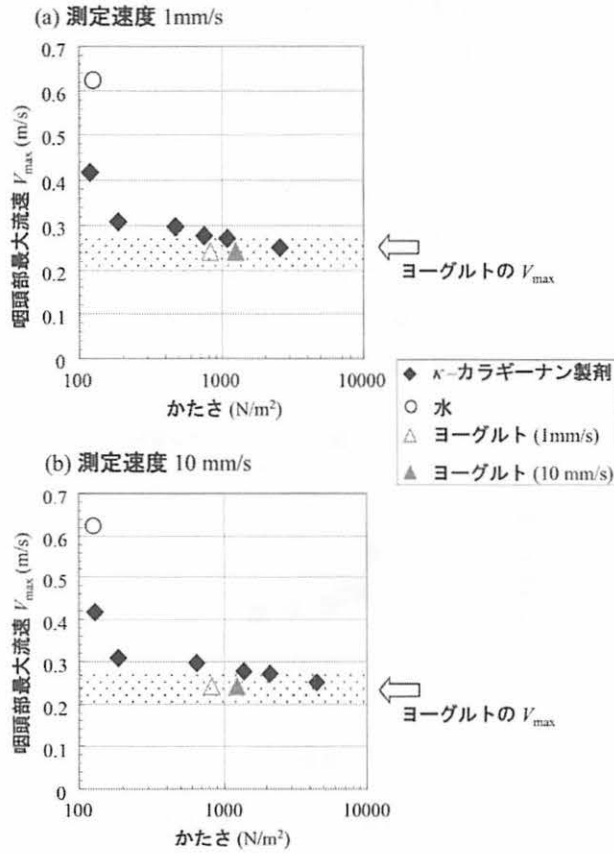 (a) 測定速度 1mm/s
0.7
0.6
0.5
0.4
0.3
0.2
0.1
0
咽頭部最大流速 Vmax (m/s)
100 1000 10000
かたさ (N/m²)
ヨーグルトの Vmax
κ-カラギーナン製剤
水
ヨーグルト (1mm/s)
ヨーグルト (10 mm/s)
(b) 測定速度 10 mm/s
0.7
0.6
0.5
0.4
0.3
0.2
0.1
0
咽頭部最大流速 Vmax (m/s)
100 1000 10000
かたさ (N/m²)
ヨーグルトの Vmax